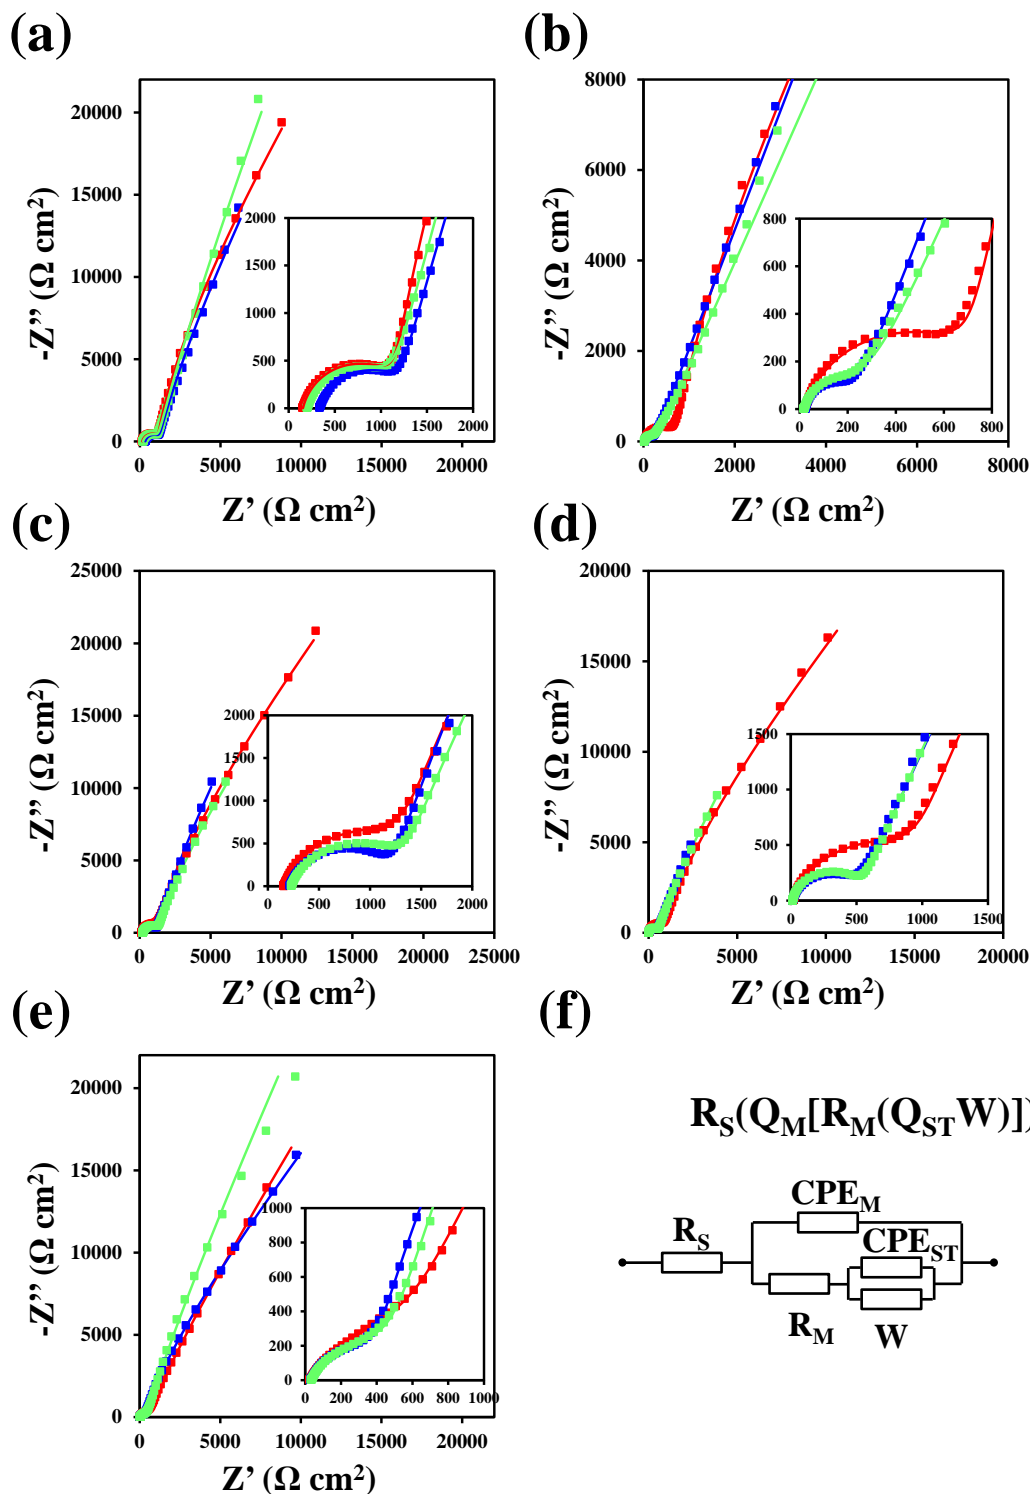 (a)
20000
15000
10000
5000
0
-Z’’ (Ω cm²)
2000
1500
1000
500
0
0 500 1000 1500 2000
0 5000 10000 15000 20000
Z’ (Ω cm²)
(b)
8000
6000
4000
2000
0
-Z’’ (Ω cm²)
800
600
400
200
0
0 200 400 600 800
0 2000 4000 6000 8000
Z’ (Ω cm²)
(c)
25000
20000
15000
10000
5000
0
-Z’’ (Ω cm²)
2000
1500
1000
500
0
0 500 1000 1500 2000
0 5000 10000 15000 20000 25000
Z’ (Ω cm²)
(d)
20000
15000
10000
5000
0
-Z’’ (Ω cm²)
1500
1000
500
0
0 500 1000 1500
0 5000 10000 15000 20000
Z’ (Ω cm²)
(e)
20000
15000
10000
5000
0
-Z’’ (Ω cm²)
1000
800
600
400
200
0
0 200 400 600 800 1000
0 5000 10000 15000 20000
Z’ (Ω cm²)
(f)
R_S(Q_M[R_M(Q_STW)])
CPE_M
R_S
CPE_ST
R_M
W